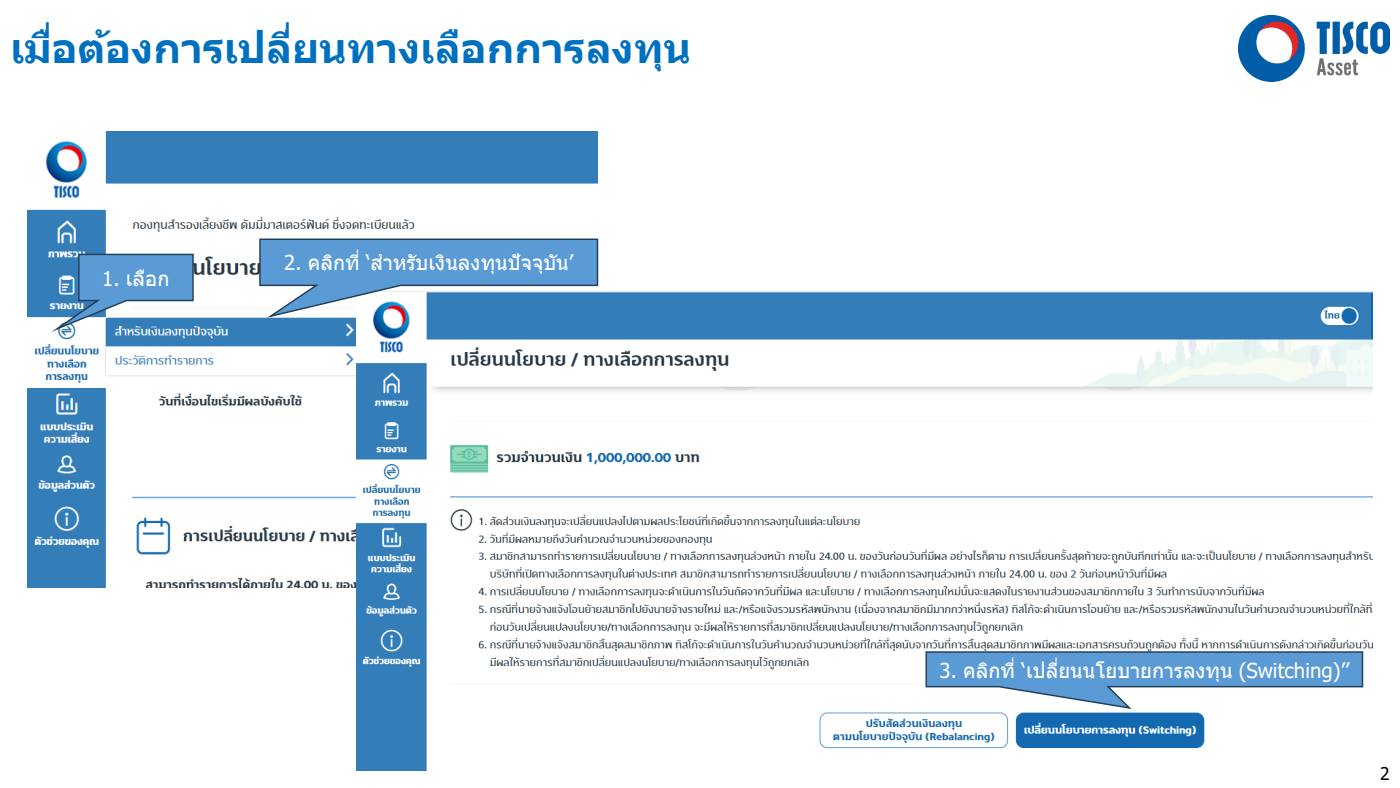 เมื่อต้องการเปลี่ยนทางเลือกการลงทุน
TISCO
Asset
TISCO
กองทุนสำรองเลี้ยงชีพ ดัมมี่มาสเตอร์ฟันด์ ซึ่งจดทะเบียนแล้ว
ภาพรวม
นโยบาย
1. เลือก
2. คลิกที่ ‘สำหรับเงินลงทุนปัจจุบัน’
รายงาน
เปลี่ยนนโยบาย
ทางเลือก
การลงทุน
สำหรับเงินลงทุนปัจจุบัน
ประวัติการทำรายการ
วันที่เงื่อนไขเริ่มมีผลบังคับใช้
แบบประเมิน
ความเสี่ยง
ข้อมูลส่วนตัว
ตัวช่วยของคุณ
การเปลี่ยนนโยบาย / ทางเลื
สามารถทำรายการได้ภายใน 24.00 น. ของ
TISCO
ไทย
ภาพรวม
รายงาน
เปลี่ยนนโยบาย
ทางเลือก
การลงทุน
แบบประเมิน
ความเสี่ยง
ข้อมูลส่วนตัว
ตัวช่วยของคุณ
เปลี่ยนนโยบาย / ทางเลือกการลงทุน
รวมจำนวนเงิน 1,000,000.00 บาท
1. สัดส่วนเงินลงทุนจะเปลี่ยนแปลงไปตามผลประโยชน์ที่เกิดขึ้นจากการลงทุนในแต่ละนโยบาย
2. วันที่มีผลหมายถึงวันคำนวณจำนวนหน่วยของกองทุน
3. สมาชิกสามารถทำรายการเปลี่ยนนโยบาย / ทางเลือกการลงทุนล่วงหน้า ภายใน 24.00 น. ของวันก่อนวันที่มีผล อย่างไรก็ตาม การเปลี่ยนครั้งสุดท้ายจะถูกบันทึกเท่านั้น และจะเป็นนโยบาย / ทางเลือกการลงทุนสำหรับ
บริษัทที่เปิดทางเลือกการลงทุนในต่างประเทศ สมาชิกสามารถทำรายการเปลี่ยนนโยบาย / ทางเลือกการลงทุนล่วงหน้า ภายใน 24.00 น. ของ 2 วันก่อนหน้าวันที่มีผล
4. การเปลี่ยนนโยบาย / ทางเลือกการลงทุนจะดำเนินการในวันถัดจากวันที่มีผล และนโยบาย / ทางเลือกการลงทุนใหม่นั้นจะแสดงในรายงานส่วนของสมาชิกภายใน 3 วันทำการนับจากวันที่มีผล
5. กรณีที่นายจ้างแจ้งโอนย้ายสมาชิกไปยังนายจ้างรายใหม่ และ/หรือแจ้งรวมรหัสพนักงาน (เนื่องจากสมาชิกมีมากกว่าหนึ่งรหัส) ทิสโก้จะดำเนินการโอนย้าย และ/หรือรวมรหัสพนักงานในวันคำนวณจำนวนหน่วยที่ใกล้ที่
ก่อนวันเปลี่ยนแปลงนโยบาย/ทางเลือกการลงทุน จะมีผลให้รายการที่สมาชิกเปลี่ยนแปลงนโยบาย/ทางเลือกการลงทุนไว้ถูกยกเลิก
6. กรณีที่นายจ้างแจ้งสมาชิกสิ้นสุดสมาชิกภาพ ทิสโก้จะดำเนินการในวันคำนวณจำนวนหน่วยที่ใกล้ที่สุดนับจากวันที่การสิ้นสุดสมาชิกภาพมีผลและเอกสารครบถ้วนถูกต้อง ทั้งนี้ หากการดำเนินการดังกล่าวเกิดขึ้นก่อนวัน
มีผลให้รายการที่สมาชิกเปลี่ยนแปลงนโยบาย/ทางเลือกการลงทุนไว้ถูกยกเลิก
3. คลิกที่ ‘เปลี่ยนนโยบายการลงทุน (Switching)”
ปรับสัดส่วนเงินลงทุน
ตามนโยบายปัจจุบัน (Rebalancing)
เปลี่ยนนโยบายการลงทุน (Switching)
2